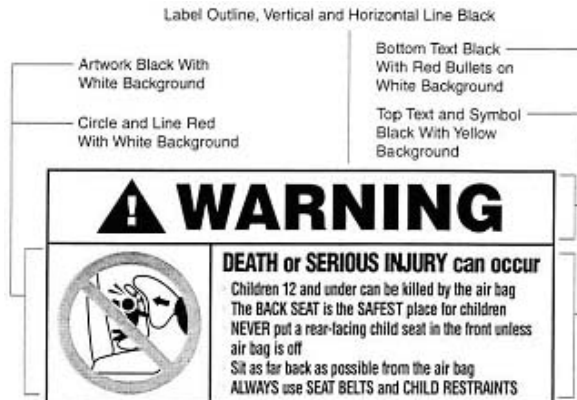 Label Outline, Vertical and Horizontal Line Black
Artwork Black With
White Background
Circle and Line Red
With White Background
Bottom Text Black
With Red Bullets on
White Background
Top Text and Symbol
Black With Yellow
Background
! WARNING
DEATH or SERIOUS INJURY can occur
Children 12 and under can be killed by the air bag
The BACK SEAT is the SAFEST place for children
NEVER put a rear-facing child seat in the front unless
air bag is off
Sit as far back as possible from the air bag
ALWAYS use SEAT BELTS and CHILD RESTRAINTS